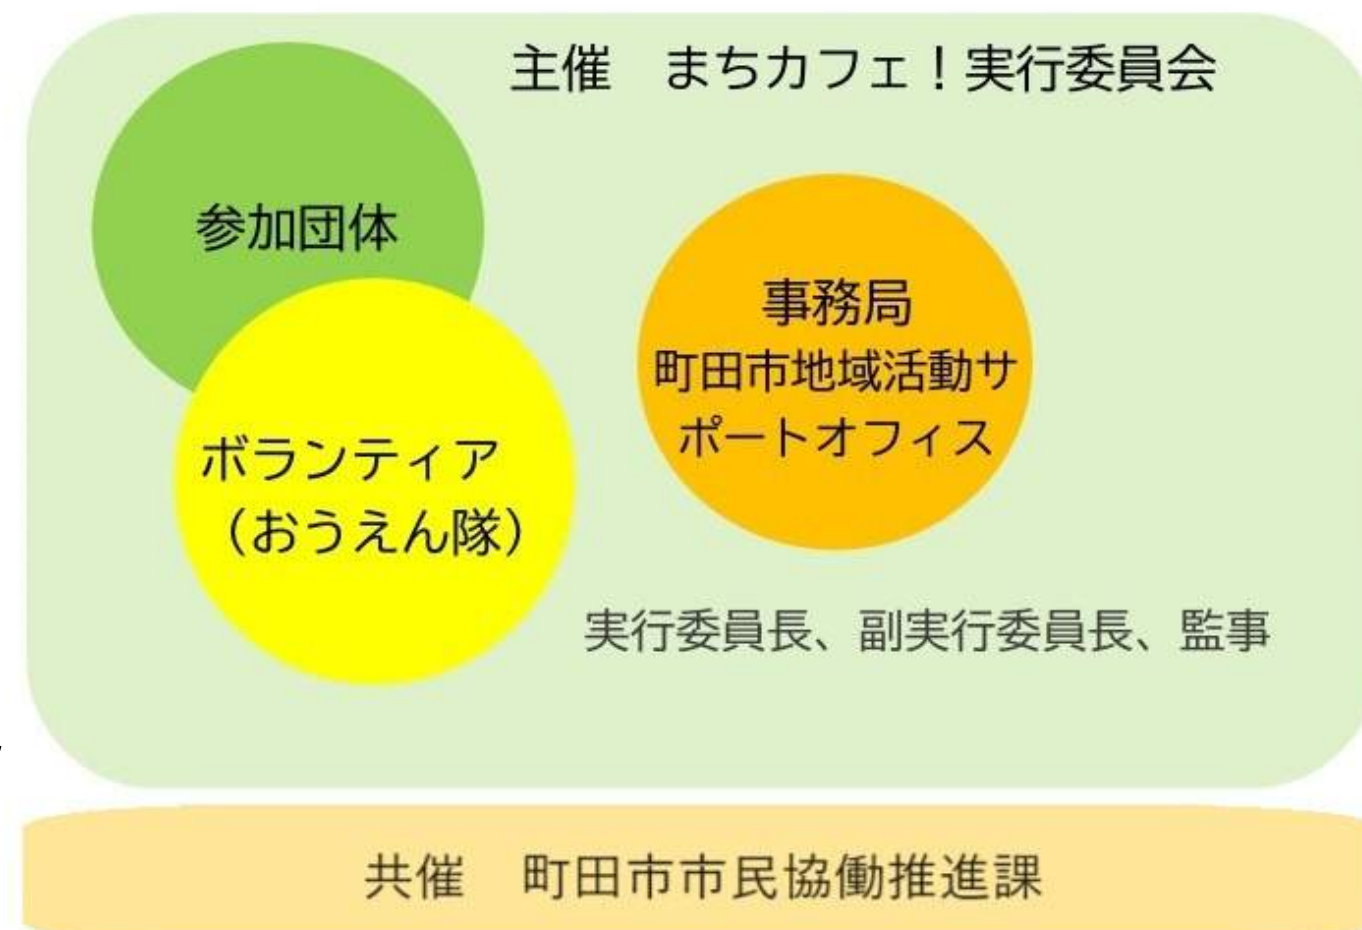 主催　まちカフェ！実行委員会
参加団体
ボランティア
（おうえん隊）
事務局
町田市地域活動サ
ポートオフィス
実行委員長、副実行委員長、監事
共催　町田市市民協働推進課